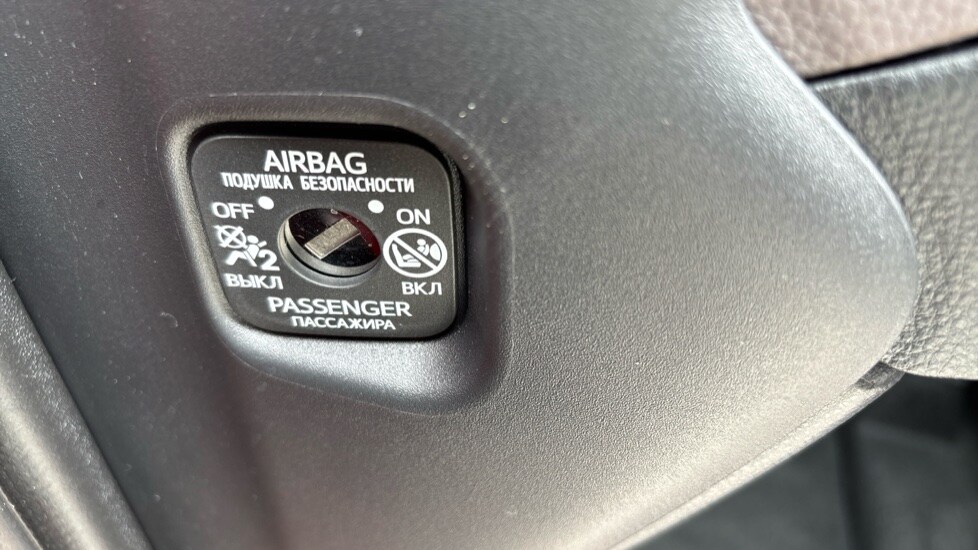 AIRBAG
ПОДУШКА БЕЗОПАСНОСТИ
OFF ON
2
ВЫКЛ ВКЛ
PASSENGER
ПАССАЖИРА